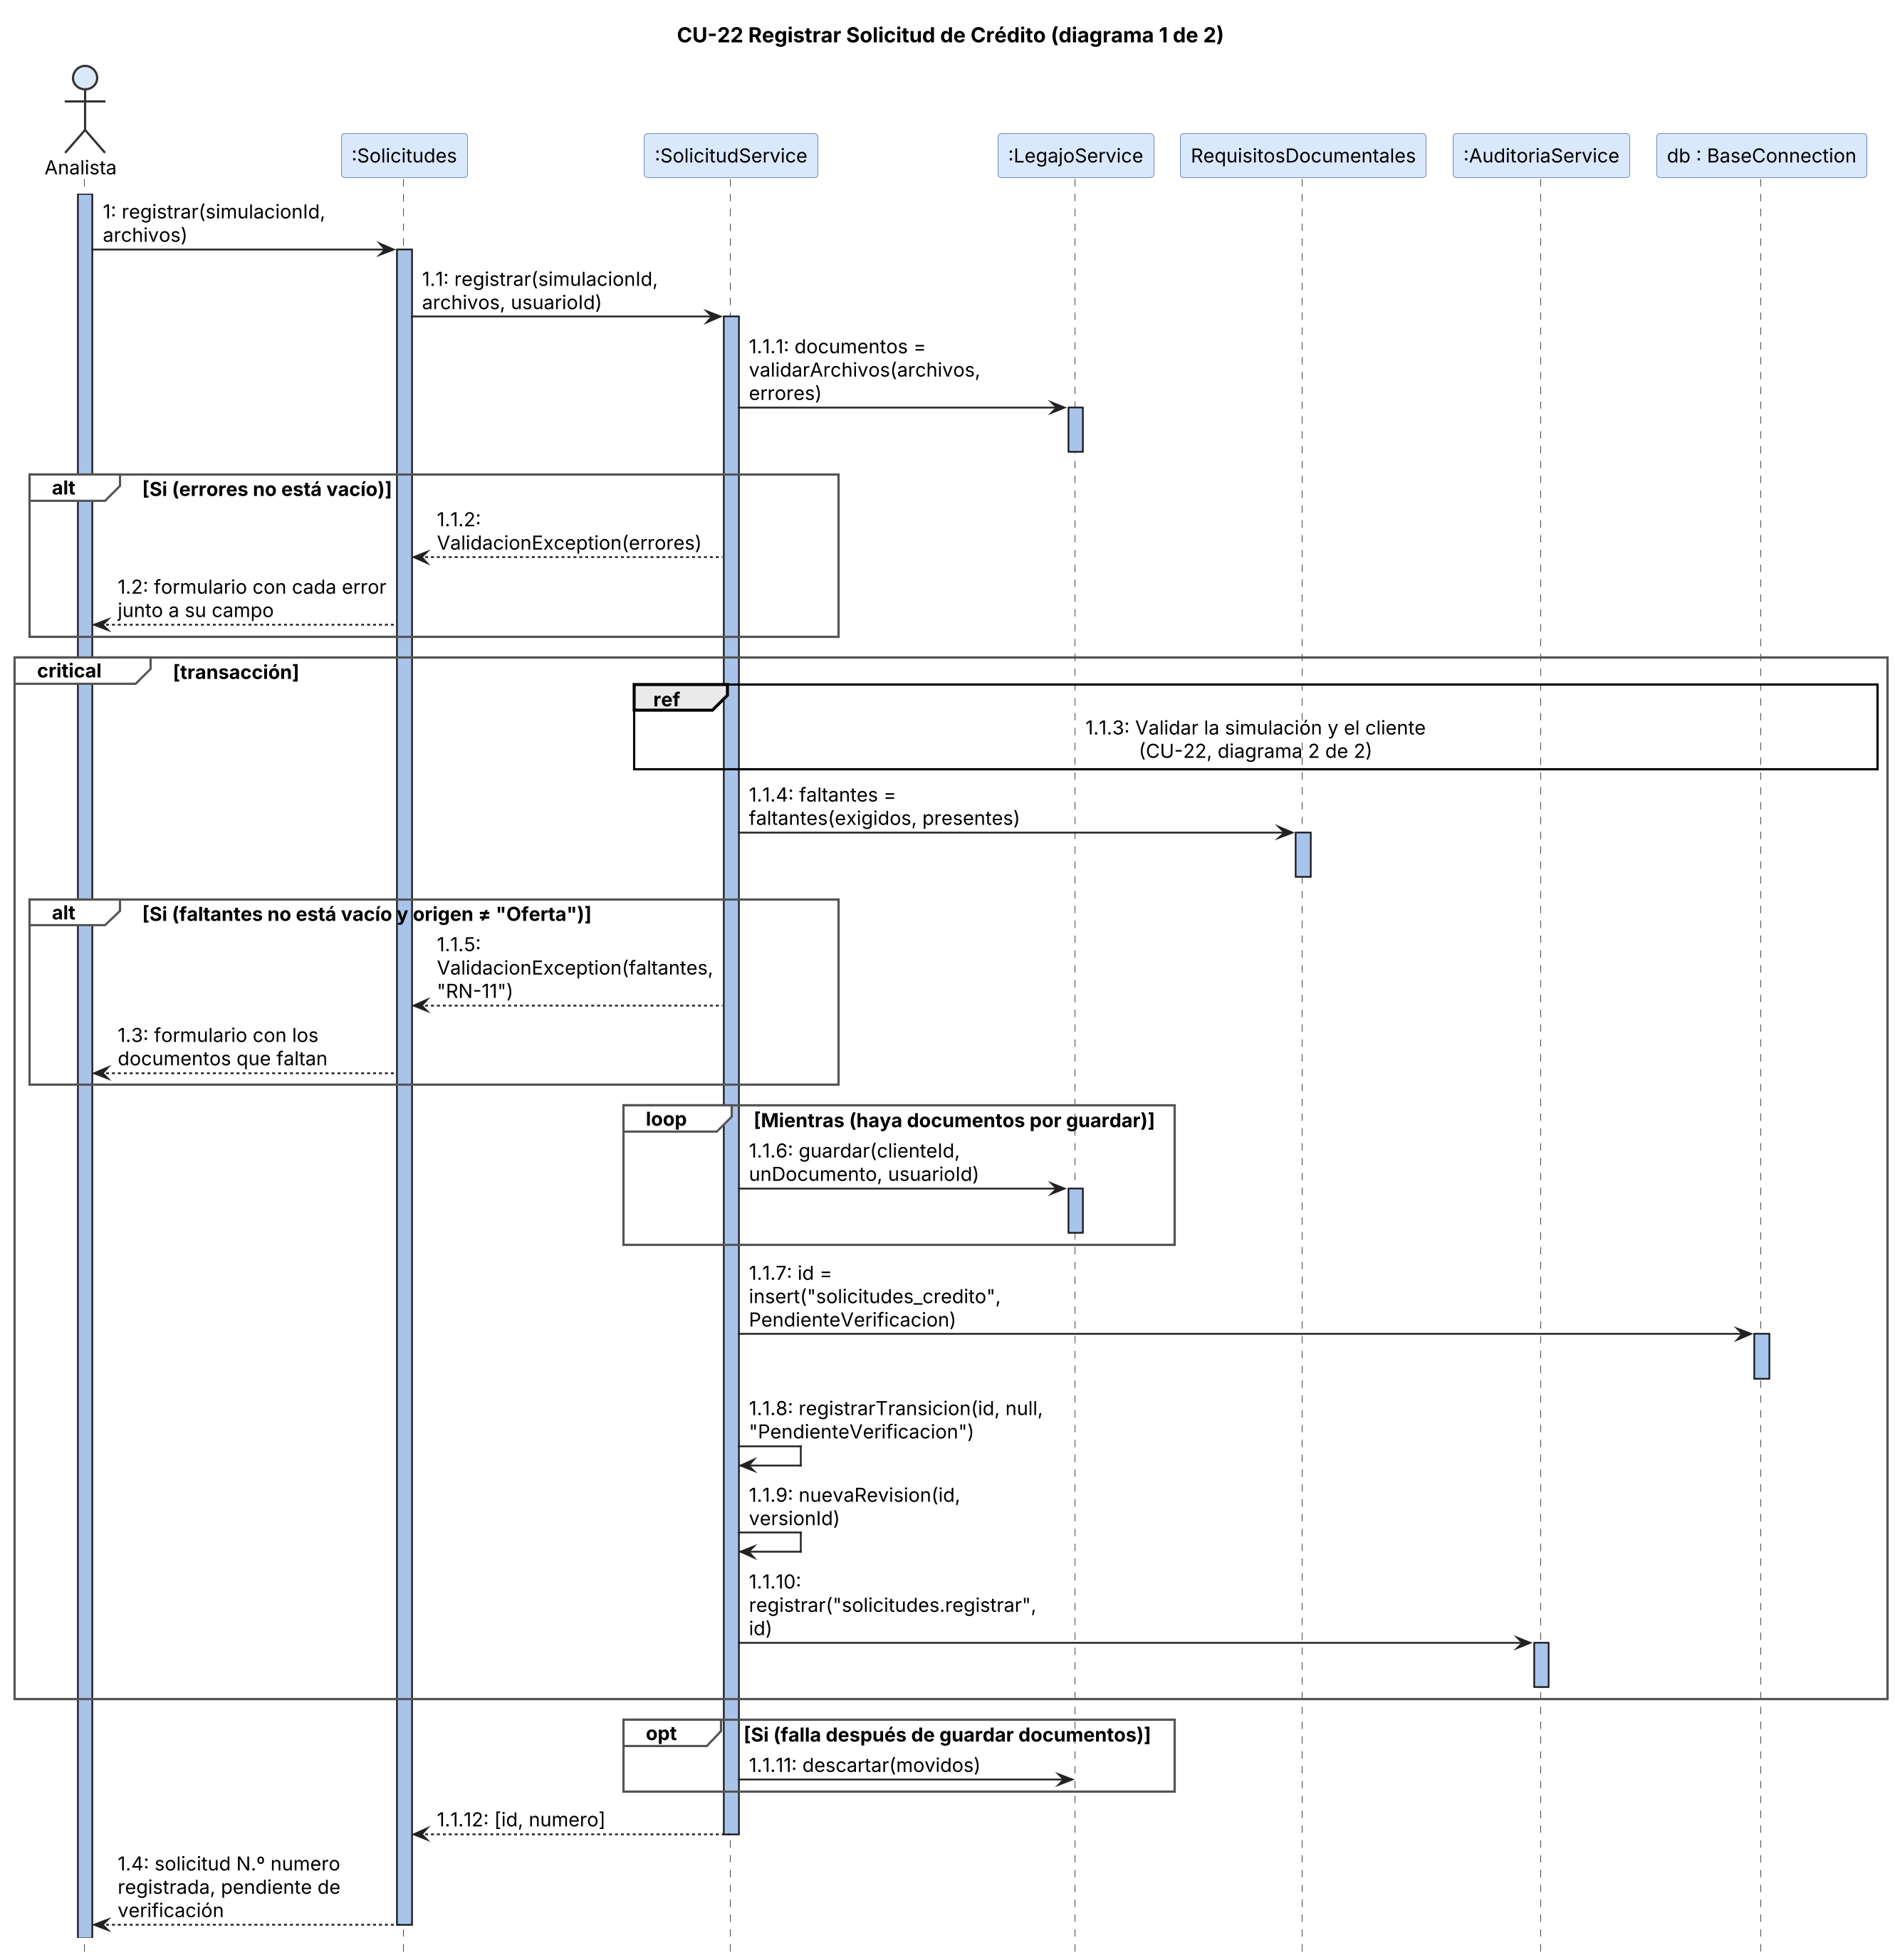 CU-22 Registrar Solicitud de Crédito (diagrama 1 de 2)
Analista
:Solicitudes
:SolicitudService
:LegajoService
RequisitosDocumentales
:AuditoriaService
db : BaseConnection
1: registrar(simulacionId,
archivos)
1.1: registrar(simulacionId,
archivos, usuarioId)
1.1.1: documentos =
validarArchivos(archivos,
errores)
alt
[Si (errores no está vacío)]
1.1.2:
ValidacionException(errores)
1.2: formulario con cada error
junto a su campo
critical
[transacción]
ref
1.1.3: Validar la simulación y el cliente
(CU-22, diagrama 2 de 2)
1.1.4: faltantes =
faltantes(exigidos, presentes)
alt
[Si (faltantes no está vacío y origen ≠ "Oferta")]
1.1.5:
ValidacionException(faltantes,
"RN-11")
1.3: formulario con los
documentos que faltan
loop
[Mientras (haya documentos por guardar)]
1.1.6: guardar(clienteId,
unDocumento, usuarioId)
1.1.7: id =
insert("solicitudes_credito",
PendienteVerificacion)
1.1.8: registrarTransicion(id, null,
"PendienteVerificacion")
1.1.9: nuevaRevision(id,
versionId)
1.1.10:
registrar("solicitudes.registrar",
id)
opt
[Si (falla después de guardar documentos)]
1.1.11: descartar(movidos)
1.1.12: [id, numero]
1.4: solicitud N.º numero
registrada, pendiente de
verificación